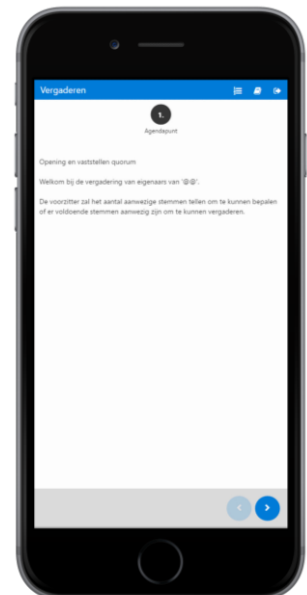 Vergaderen
1.
Agendapunt
Opening en vaststellen quorum
Welkom bij de vergadering van eigenaars van '@@'.
De voorzitter zal het aantal aanwezige stemmen tellen om te kunnen bepalen
of er voldoende stemmen aanwezig zijn om te kunnen vergaderen.